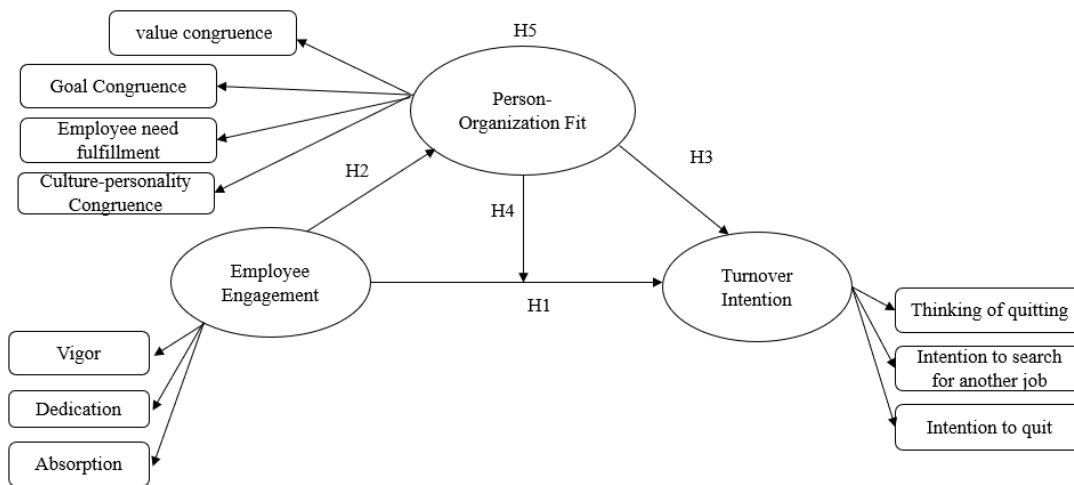 H5
value congruence
Goal Congruence
Employee need
fulfillment
Culture-personality
Congruence
Person-
Organization Fit
H2
H3
H4
Employee
Engagement
H1
Turnover
Intention
Vigor
Dedication
Absorption
Thinking of quitting
Intention to search
for another job
Intention to quit